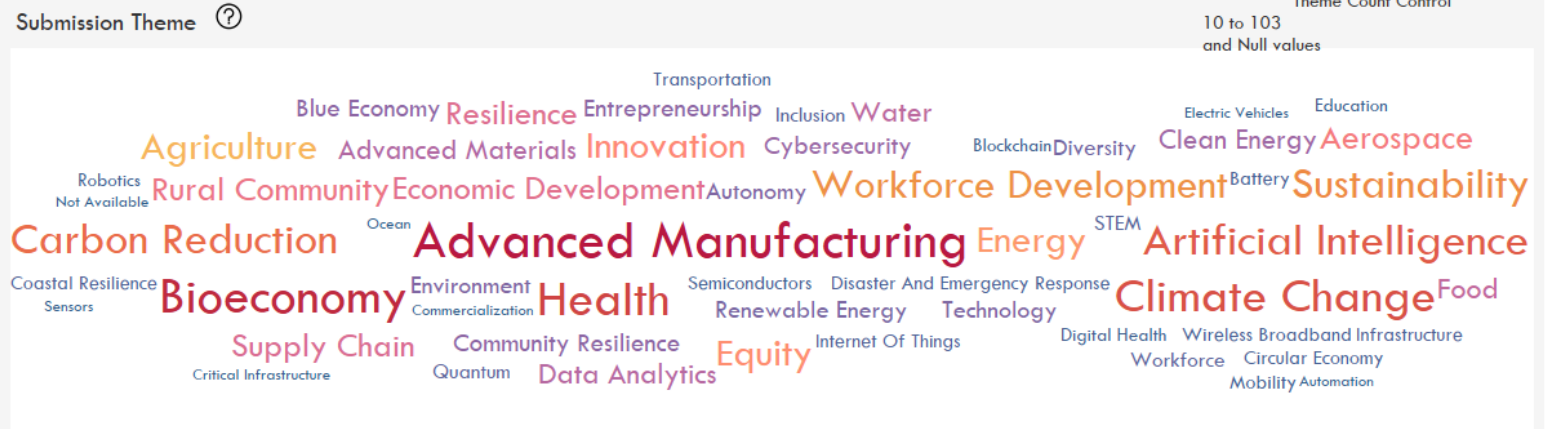 Theme Count Control
Submission Theme ?
10 to 103
and Null values
Transportation
Blue Economy Resilience Entrepreneurship Inclusion Water Electric Vehicles Education
Agriculture Advanced Materials Innovation Cybersecurity Blockchain Diversity Clean Energy Aerospace
Robotics
Not Available Rural Community Economic Development Autonomy Workforce Development Battery Sustainability
Carbon Reduction Ocean Advanced Manufacturing Energy STEM Artificial Intelligence
Coastal Resilience Bioeconomy Environment Health Semiconductors Disaster And Emergency Response Climate Change Food
Sensors Commercialization Renewable Energy Technology
Supply Chain Community Resilience Equity Internet Of Things Digital Health Wireless Broadband Infrastructure
Critical Infrastructure Quantum Data Analytics Workforce Circular Economy
Mobility Automation